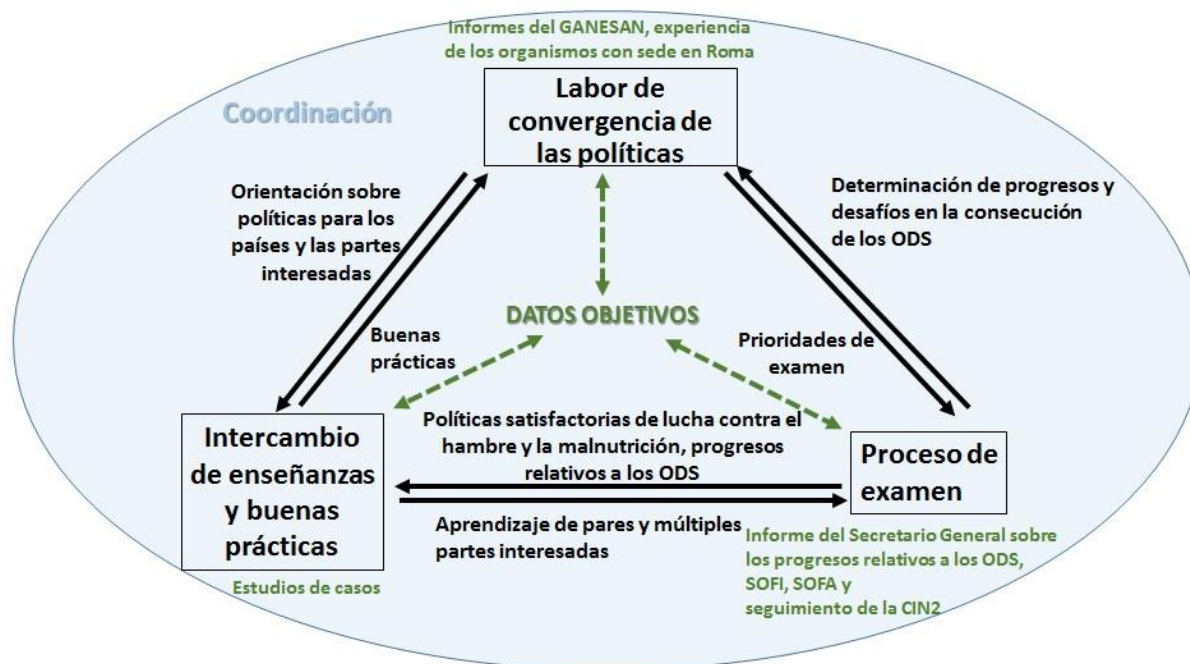 Informes del GANESAN, experiencia
de los organismos con sede en Roma
Labor de
convergencia de
las políticas
Coordinación
Orientación sobre
políticas para los
países y las partes
interesadas
Determinación de progresos y
desafíos en la consecución
de los ODS
DATOS OBJETIVOS
Buenas
prácticas
Prioridades de
examen
Políticas satisfactorias de lucha contra el
hambre y la malnutrición, progresos
relativos a los ODS
Intercambio
de enseñanzas
y buenas
prácticas
Proceso de
examen
Aprendizaje de pares y múltiples
partes interesadas
Estudios de casos
Informe del Secretario General sobre
los progresos relativos a los ODS,
SOFI, SOFA y
seguimiento de la CIN2